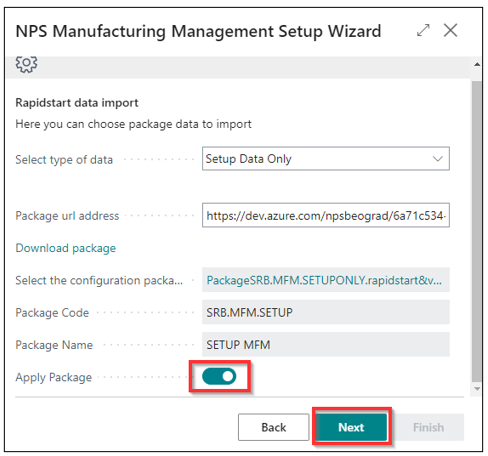 NPS Manufacturing Management Setup Wizard
Rapidstart data import
Here you can choose package data to import
Select type of data
Setup Data Only
Package url address
https://dev.azure.com/npsbeograd/6a71c534-
Download package
Select the configuration packa...
PackageSRB.MFM.SETUPONLY.rapidstart&v...
Package Code
SRB.MFM.SETUP
Package Name
SETUP MFM
Apply Package
Back
Next
Finish